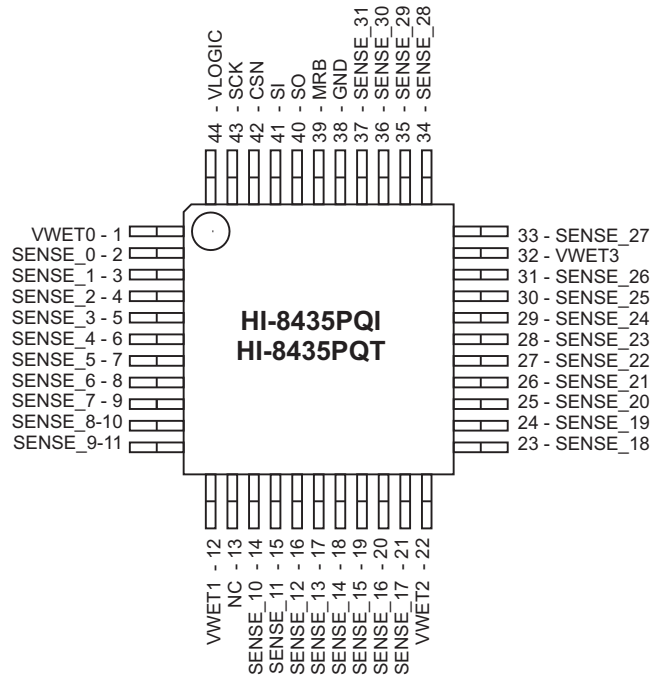 44 - VLOGIC
43 - SCK
42 - CSN
41 - SI
40 - SO
39 - MRB
38 - GND
37 - SENSE_31
36 - SENSE_30
35 - SENSE_29
34 - SENSE_28
VWET0 - 1
SENSE_0 - 2
SENSE_1 - 3
SENSE_2 - 4
SENSE_3 - 5
SENSE_4 - 6
SENSE_5 - 7
SENSE_6 - 8
SENSE_7 - 9
SENSE_8-10
SENSE_9-11
HI-8435PQI
HI-8435PQT
33 - SENSE_27
32 - VWET3
31 - SENSE_26
30 - SENSE_25
29 - SENSE_24
28 - SENSE_23
27 - SENSE_22
26 - SENSE_21
25 - SENSE_20
24 - SENSE_19
23 - SENSE_18
VWET1 - 12
NC - 13
SENSE_10 - 14
SENSE_11 - 15
SENSE_12 - 16
SENSE_13 - 17
SENSE_14 - 18
SENSE_15 - 19
SENSE_16 - 20
SENSE_17 - 21
VWET2 - 22